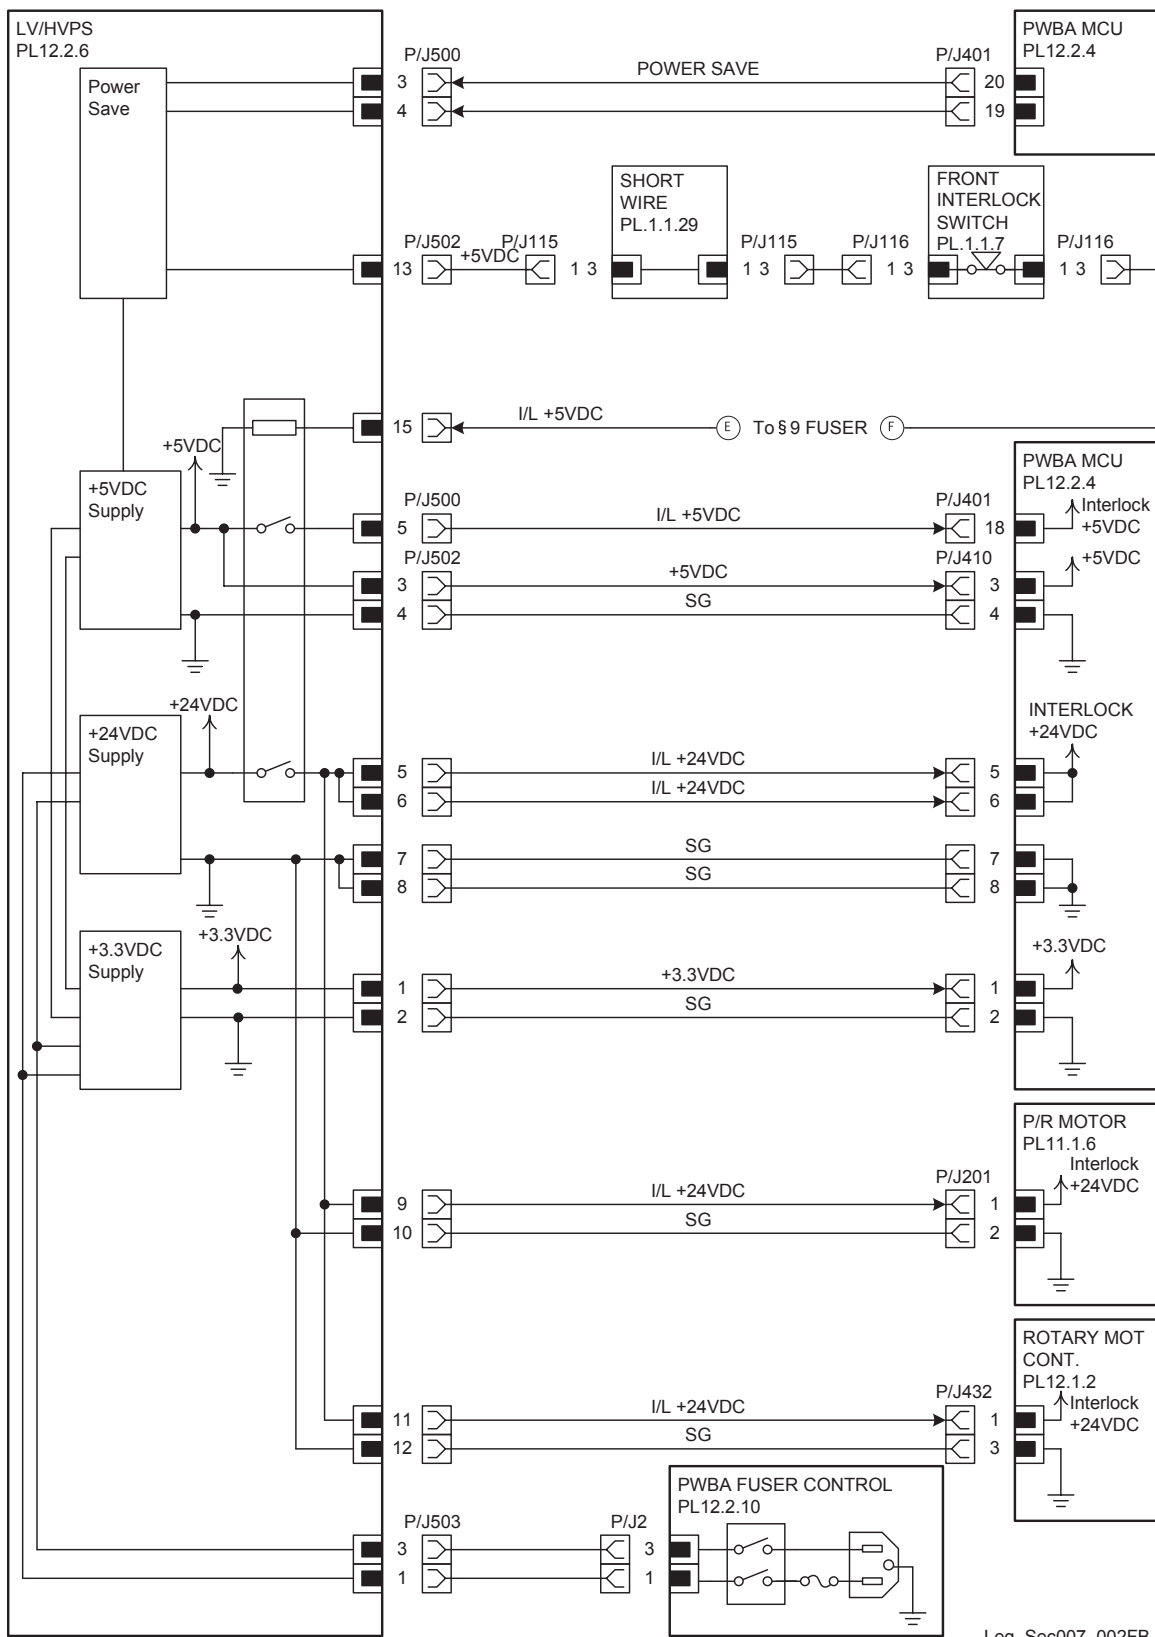 LV/HVPS
PL12.2.6
Power
Save
P/J500
3
4
POWER SAVE
P/J401
20
19
PWBA MCU
PL12.2.4
P/J502
13
+5VDC
P/J115
1 3
SHORT
WIRE
PL.1.1.29
P/J115
1 3
P/J116
1 3
FRONT
INTERLOCK
SWITCH
PL.1.1.7
P/J116
1 3
15
I/L +5VDC
E
To § 9 FUSER
F
+5VDC
+5VDC
Supply
P/J500
5
I/L +5VDC
P/J401
18
PWBA MCU
PL12.2.4
Interlock
+5VDC
P/J502
3
+5VDC
P/J410
3
+5VDC
4
SG
4
+24VDC
+24VDC
Supply
INTERLOCK
+24VDC
5
I/L +24VDC
5
6
I/L +24VDC
6
7
SG
7
8
SG
8
+3.3VDC
+3.3VDC
Supply
+3.3VDC
1
+3.3VDC
1
2
SG
2
P/R MOTOR
PL11.1.6
Interlock
+24VDC
P/J201
9
I/L +24VDC
1
10
SG
2
ROTARY MOT
CONT.
PL12.1.2
Interlock
+24VDC
P/J432
11
I/L +24VDC
1
12
SG
3
PWBA FUSER CONTROL
PL12.2.10
P/J503
3
1
P/J2
3
1